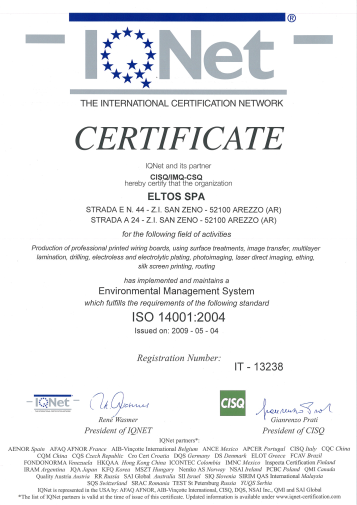 IQNet ®
THE INTERNATIONAL CERTIFICATION NETWORK
CERTIFICATE
IQNet and its partner
CISQ/IMQ-CSQ
hereby certify that the organization
ELTOS SPA
STRADA E N. 44 - Z.I. SAN ZENO - 52100 AREZZO (AR)
STRADA A 24 - Z.I. SAN ZENO - 52100 AREZZO (AR)
for the following field of activities
Production of professional printed wiring boards, using surface treatments, image transfer, multilayer
lamination, drilling, electroless and electrolytic plating, photoimaging, laser direct imaging, ething,
silk screen printing, routing
has implemented and maintains a
Environmental Management System
which fulfills the requirements of the following standard
ISO 14001:2004
Issued on: 2009 - 05 - 04
Registration Number:
IT - 13238
IQNet
CISQ
René Wasmer
Gianrenzo Prati
President of IQNET
President of CISQ
IQNet partners*:
AENOR Spain AFAQ AFNOR France AIB-Vinçotte International Belgium ANCE Mexico APCER Portugal CISQ Italy CQC China
CQM China CQS Czech Republic Cro Cert Croatia DQS Germany DS Denmark ELOT Greece FCAV Brazil
FONDONORMA Venezuela HKQAA Hong Kong China ICONTEC Colombia IMNC Mexico Inspecta Certification Finland
IRAM Argentina JQA Japan KFQ Korea MSZT Hungary Nemko AS Norway NSAI Ireland PCBC Poland QMI Canada
Quality Austria Austria RR Russia SAI Global Australia SII Israel SIQ Slovenia SIRIM QAS International Malaysia
SQS Switzerland SRAC Romania TEST St Petersburg Russia YUQS Serbia
IQNet is represented in the USA by: AFAQ AFNOR, AIB-Vinçotte International, CISQ, DQS, NSAI Inc., QMI and SAI Global
*The list of IQNet partners is valid at the time of issue of this certificate. Updated information is available under www.iqnet-certification.com